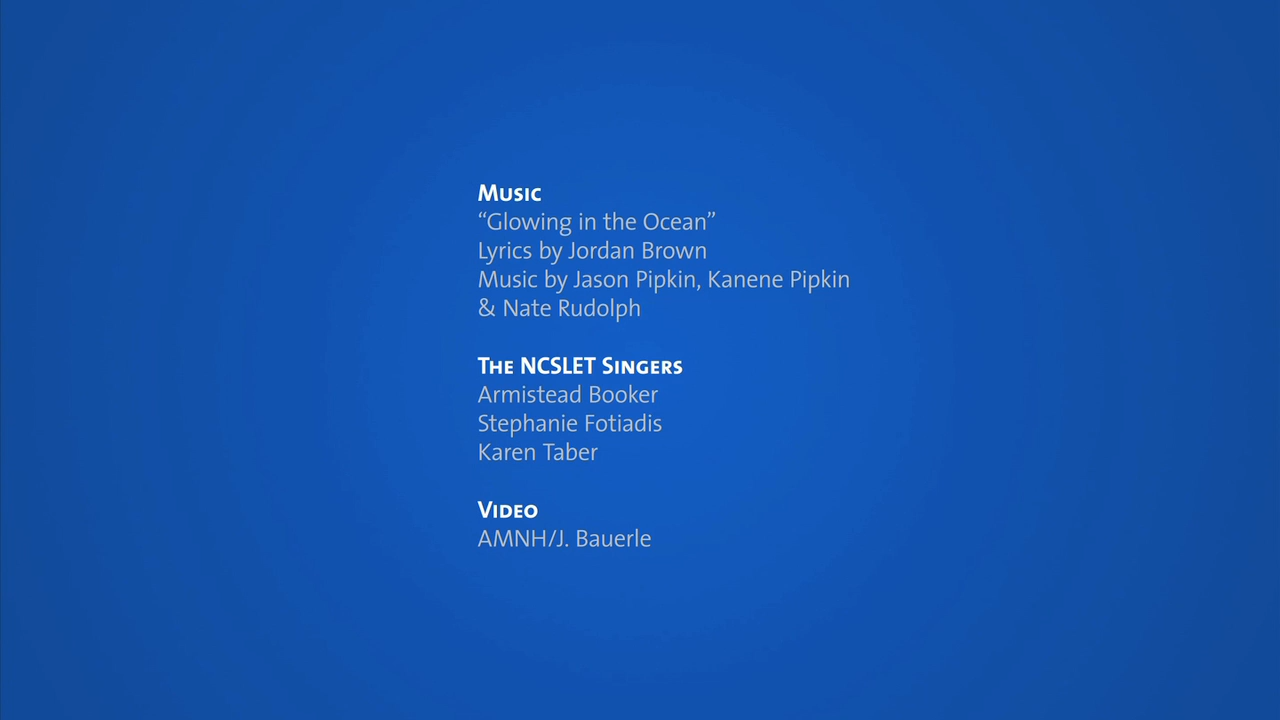 Music
“Glowing in the Ocean”
Lyrics by Jordan Brown
Music by Jason Pipkin, Kanene Pipkin
& Nate Rudolph
The NCSLET Singers
Armistead Booker
Stephanie Fotiadis
Karen Taber
Video
AMNH/J. Bauerle